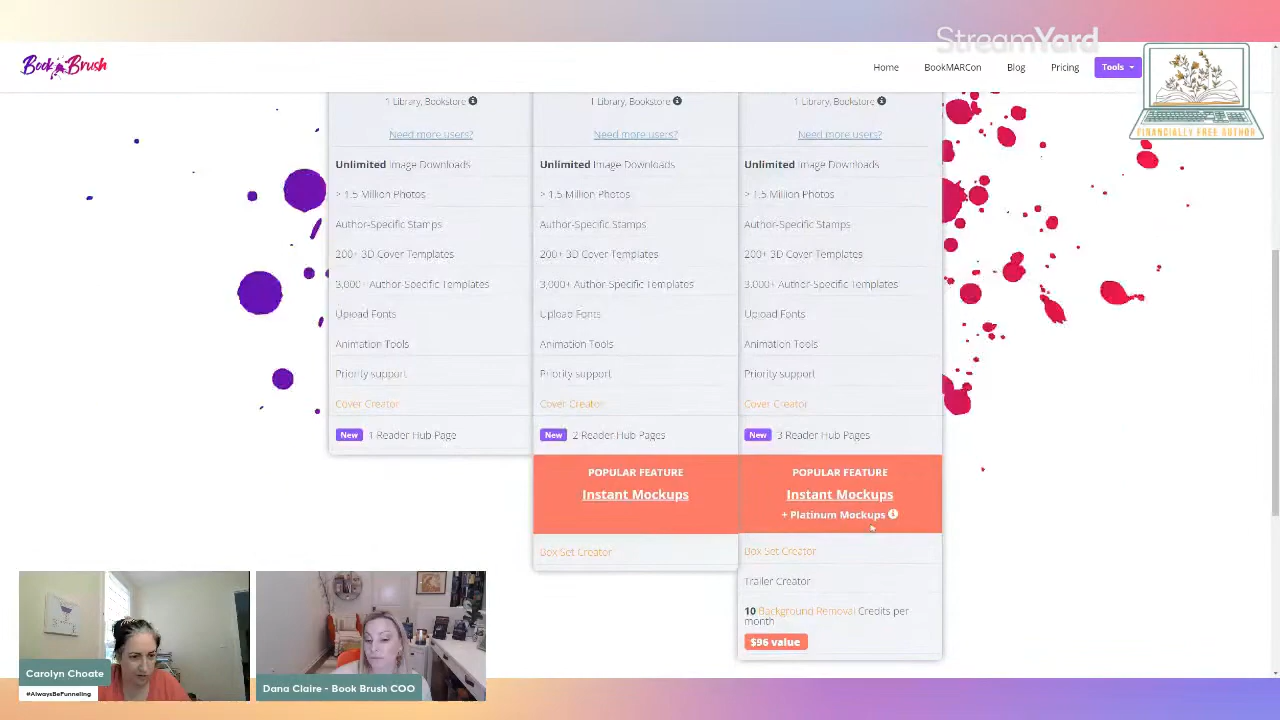 StreamYard
Book Brush
Home
BookMARCon
Blog
Pricing
Tools
FINANCIALLY FREE AUTHOR
1 Library, Bookstore
Need more users?
Unlimited Image Downloads
> 1.5 Million Photos
Author-Specific Stamps
200+ 3D Cover Templates
3,000+ Author-Specific Templates
Upload Fonts
Animation Tools
Priority support
Cover Creator
New 1 Reader Hub Page
1 Library, Bookstore
Need more users?
Unlimited Image Downloads
> 1.5 Million Photos
Author-Specific Stamps
200+ 3D Cover Templates
3,000+ Author-Specific Templates
Upload Fonts
Animation Tools
Priority support
Cover Creator
New 2 Reader Hub Pages
POPULAR FEATURE
Instant Mockups
Box Set Creator
1 Library, Bookstore
Need more users?
Unlimited Image Downloads
> 1.5 Million Photos
Author-Specific Stamps
200+ 3D Cover Templates
3,000+ Author-Specific Templates
Upload Fonts
Animation Tools
Priority support
Cover Creator
New 3 Reader Hub Pages
POPULAR FEATURE
Instant Mockups
+ Platinum Mockups
Box Set Creator
Trailer Creator
10 Background Removal Credits per
month
$96 value
Carolyn Choate
#AlwaysBeFunneling
Dana Claire - Book Brush COO